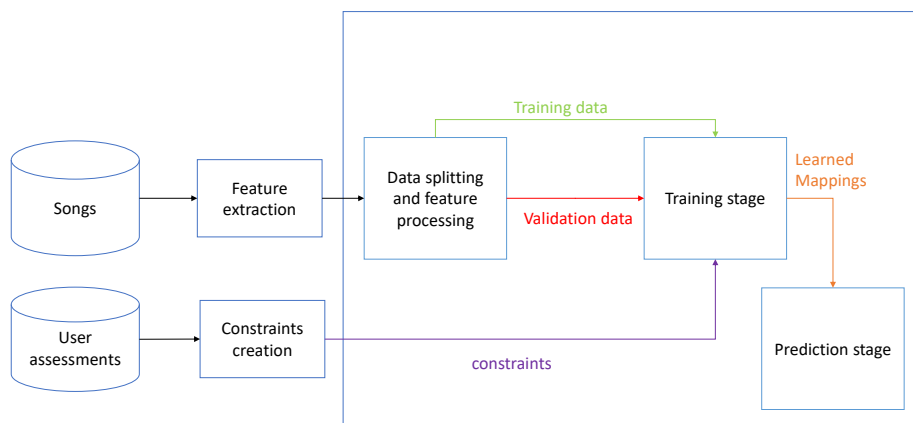 Training data
Songs
Feature
extraction
Data splitting
and feature
processing
Validation data
Training stage
Learned
Mappings
User
assessments
Constraints
creation
constraints
Prediction stage